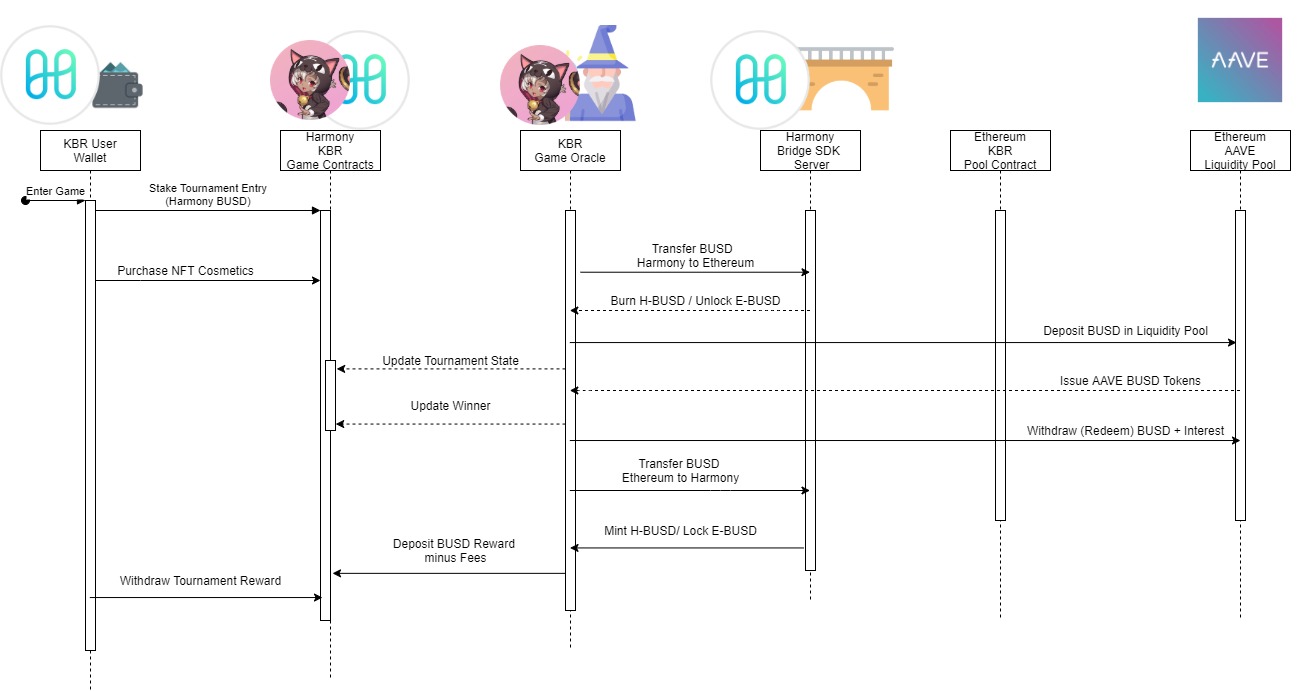 AAVE
KBR User
Wallet
Harmony
KBR
Game Contracts
KBR
Game Oracle
Harmony
Bridge SDK
Server
Ethereum
KBR
Pool Contract
Ethereum
AAVE
Liquidity Pool
Enter Game
Stake Tournament Entry
(Harmony BUSD)
Transfer BUSD
Harmony to Ethereum
Purchase NFT Cosmetics
Burn H-BUSD / Unlock E-BUSD
Deposit BUSD in Liquidity Pool
Update Tournament State
Issue AAVE BUSD Tokens
Update Winner
Withdraw (Redeem) BUSD + Interest
Transfer BUSD
Ethereum to Harmony
Mint H-BUSD/ Lock E-BUSD
Deposit BUSD Reward
minus Fees
Withdraw Tournament Reward